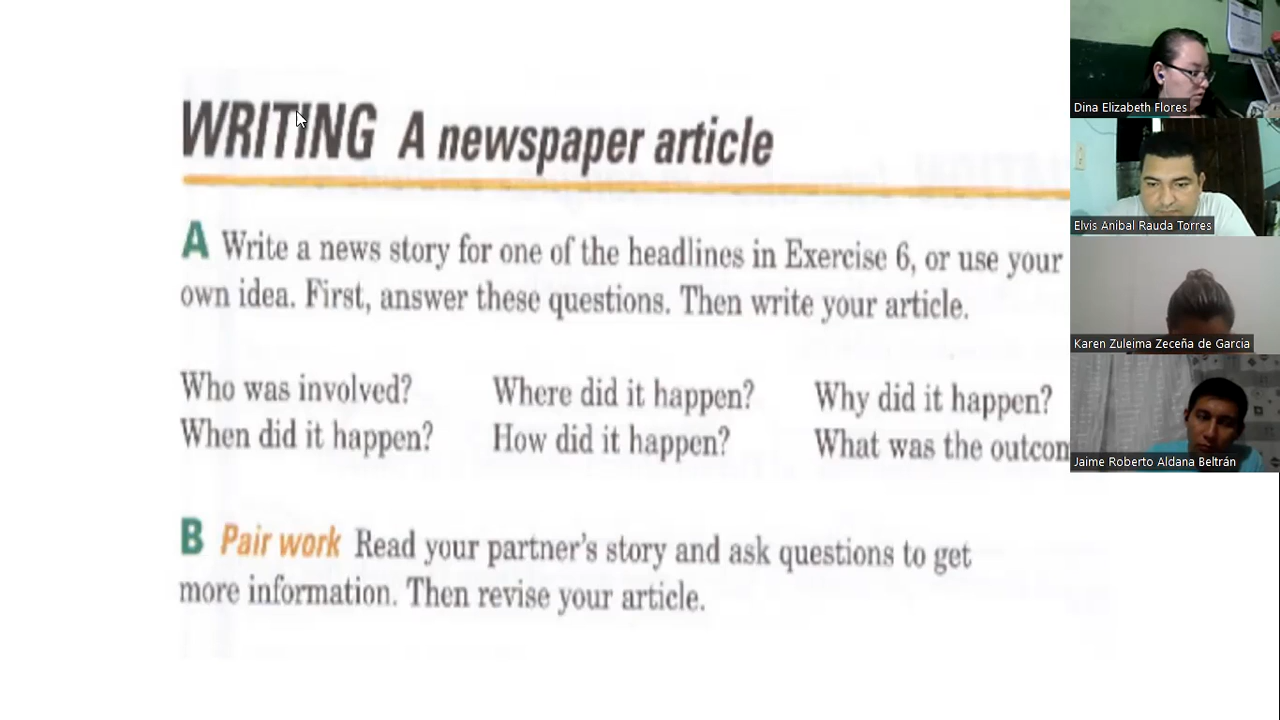 WRITING A newspaper article
A Write a news story for one of the headlines in Exercise 6, or use your
own idea. First, answer these questions. Then write your article.
Who was involved? Where did it happen? Why did it happen?
When did it happen? How did it happen? What was the outcom
B Pair work Read your partner's story and ask questions to get
more information. Then revise your article.
Dina Elizabeth Flores
Elvis Anibal Rauda Torres
Karen Zuleima Zeceña de Garcia
Jaime Roberto Aldana Beltrán